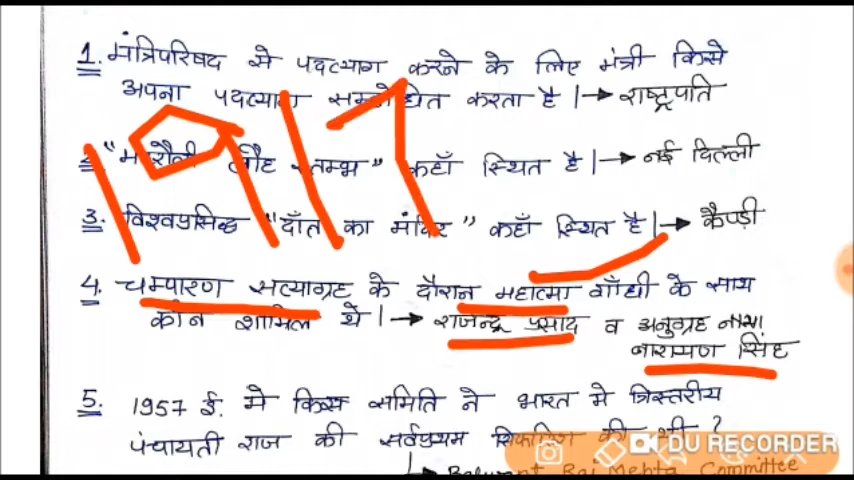 1. मंत्रिपरिषद से पदत्याग करने के लिए मंत्री किसे
अपना पदत्याग सम्बोधित करता है | → राष्ट्रपति
2. "महरौली लौह स्तम्भ" कहाँ स्थित है | → नई दिल्ली
3. विश्वप्रसिद्ध "दाँत का मंदिर" कहाँ स्थित है | → कैण्डी
4. चम्पारण सत्याग्रह के दौरान महात्मा गाँधी के साथ
कौन शामिल थे | → राजेन्द्र प्रसाद व अनुग्रह
नारायण सिंह
5. 1957 ई. मे किस समिति ने भारत मे त्रिस्तरीय
पंचायती राज की सर्वप्रथम सिफारिश की थी ?
DU RECORDER
↳ Balwant Rai Mehta Committee